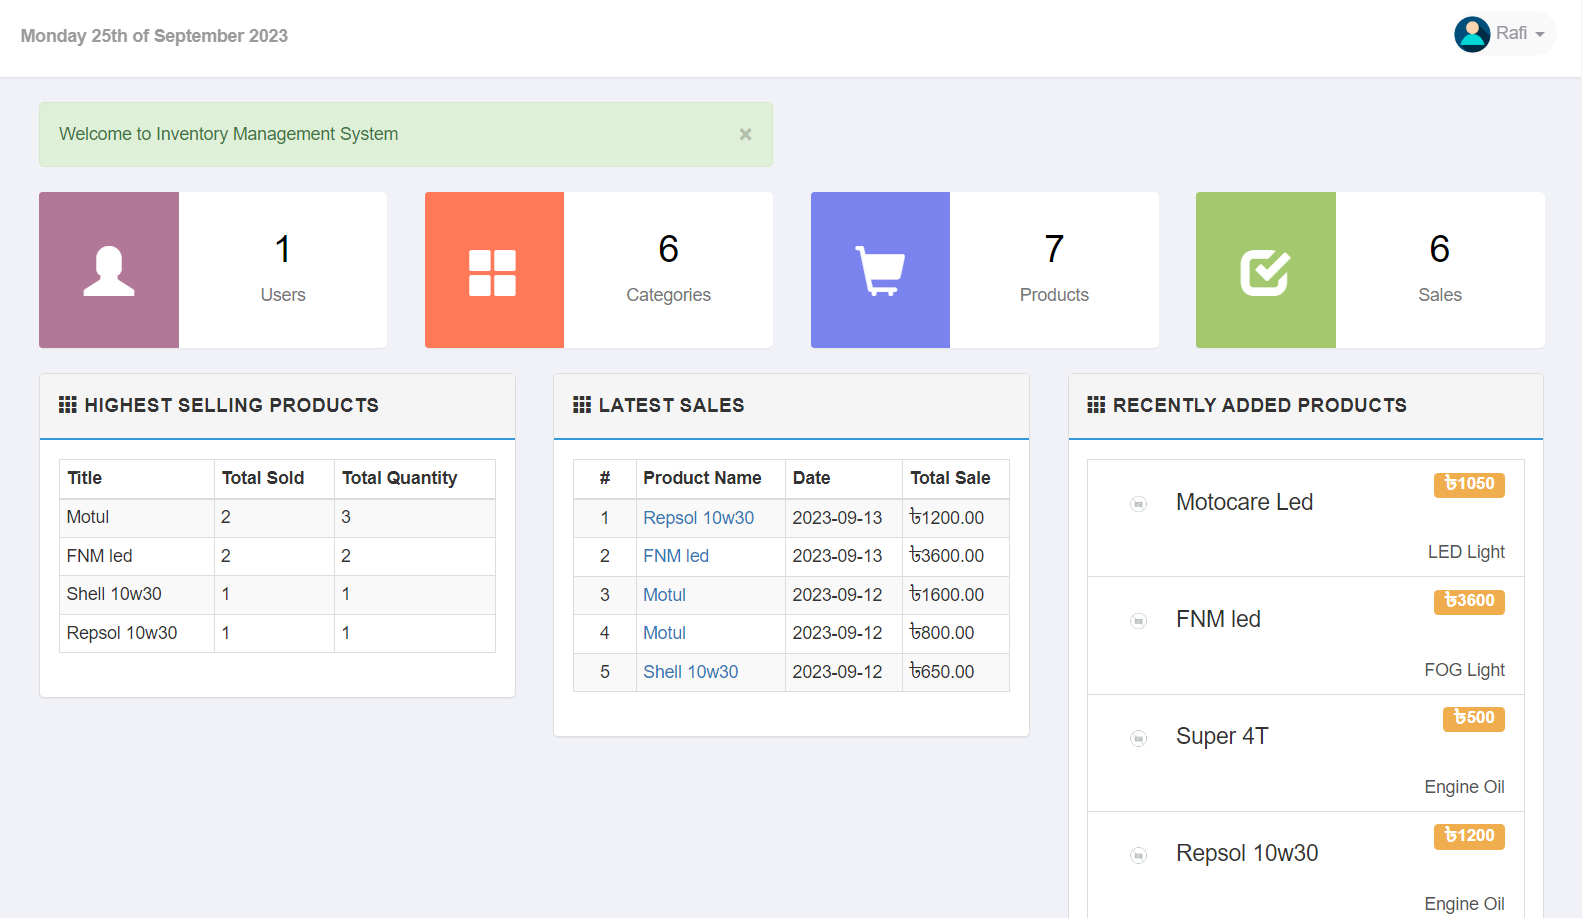 Monday 25th of September 2023
Rafi
Welcome to Inventory Management System
×
1
Users
6
Categories
7
Products
6
Sales
HIGHEST SELLING PRODUCTS
Title Total Sold Total Quantity
Motul 2 3
FNM led 2 2
Shell 10w30 1 1
Repsol 10w30 1 1
LATEST SALES
# Product Name Date Total Sale
1 Repsol 10w30 2023-09-13 ৳1200.00
2 FNM led 2023-09-13 ৳3600.00
3 Motul 2023-09-12 ৳1600.00
4 Motul 2023-09-12 ৳800.00
5 Shell 10w30 2023-09-12 ৳650.00
RECENTLY ADDED PRODUCTS
৳1050
Motocare Led
LED Light
৳3600
FNM led
FOG Light
৳500
Super 4T
Engine Oil
৳1200
Repsol 10w30
Engine Oil